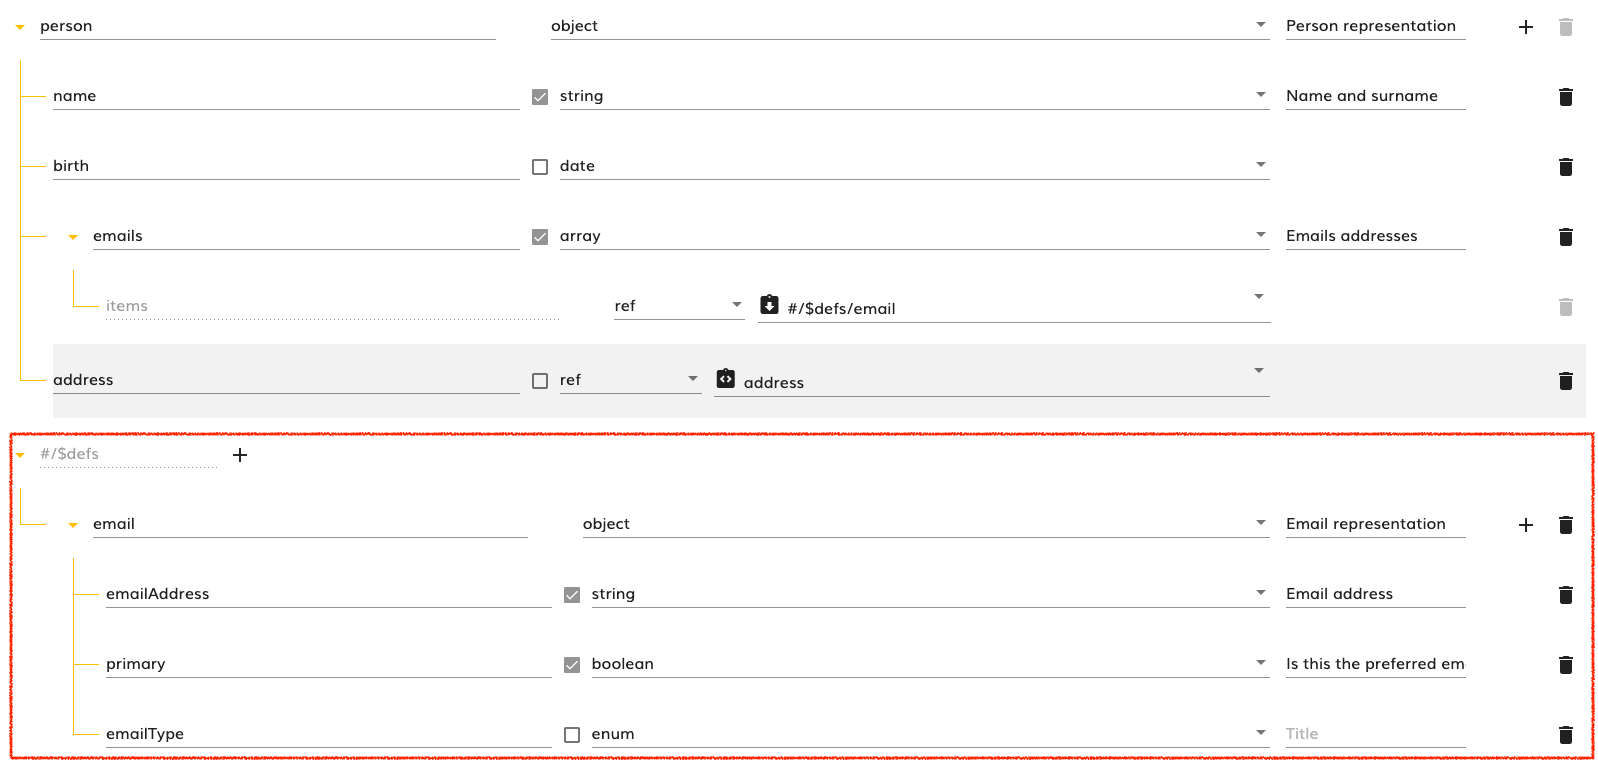 person object Person representation
name string Name and surname
birth date
emails array Emails addresses
items ref #/$defs/email
address ref address
#/$defs
email object Email representation
emailAddress string Email address
primary boolean Is this the preferred em
emailType enum Title